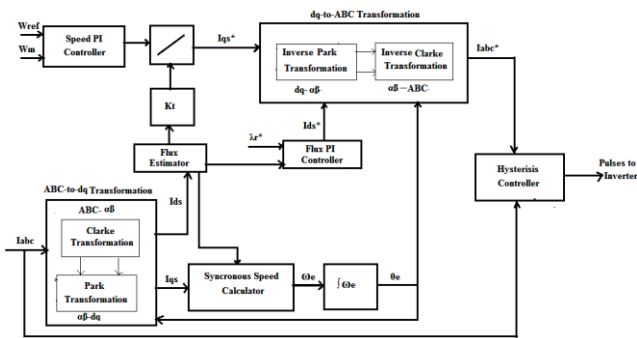 dq-to-ABC Transformation
Wref
Wm
Speed PI
Controller
Iqs*
Inverse Park
Transformation
Inverse Clarke
Transformation
dq- αβ
αβ—ABC
Iabc*
Kt
Ids*
λr*
Flux
Estimator
Flux PI
Controller
Hysterisis
Controller
Pulses to
Inverter
ABC-to-dq Transformation
ABC- αβ
Ids
Iabc
Clarke
Transformation
Park
Transformation
αβ-dq
Iqs
Syncronous Speed
Calculator
ωe
∫ ωe
θe